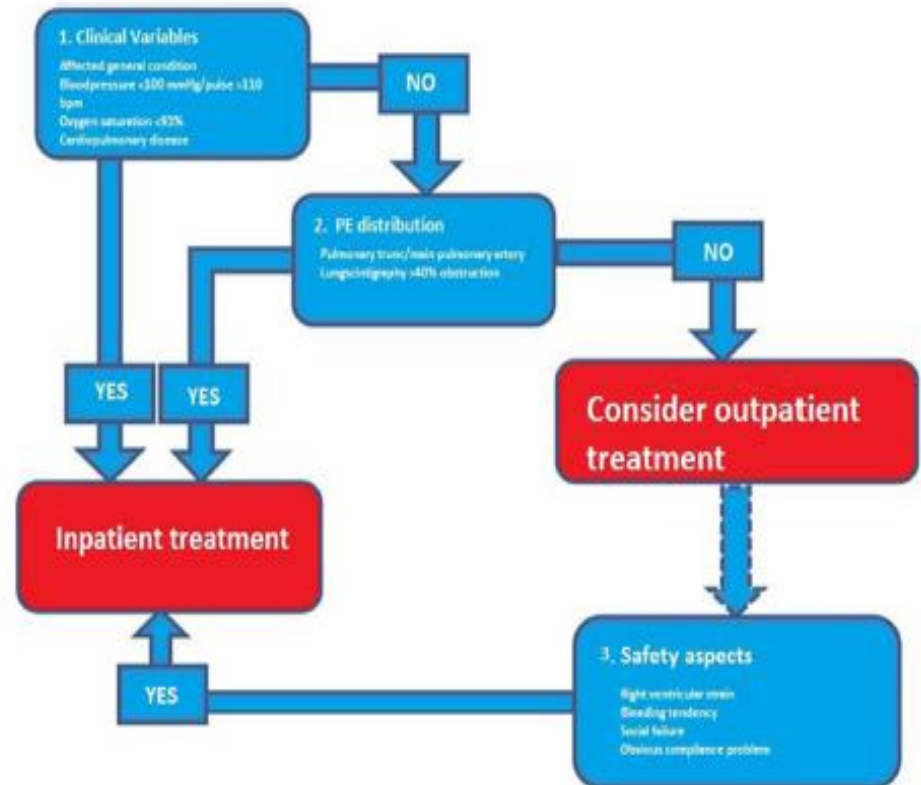 1. Clinical Variables
Affected general condition
Bloodpressure <100 mmHg/pulse >110
bpm
Oxygen saturation <93%
Cardiopulmonary disease
NO
2. PE distribution
Pulmonary trunc/main pulmonary artery
Lungscintigraphy >40% obstruction
NO
YES
YES
Consider outpatient
treatment
Inpatient treatment
3. Safety aspects
Right ventricular strain
Bleeding tendency
Social failure
Obvious compliance problem
YES